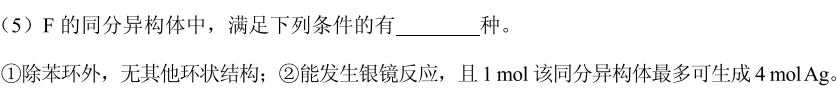 （5）F 的同分异构体中，满足下列条件的有________种。
①除苯环外，无其他环状结构；②能发生银镜反应，且 1 mol 该同分异构体最多可生成 4 mol Ag。